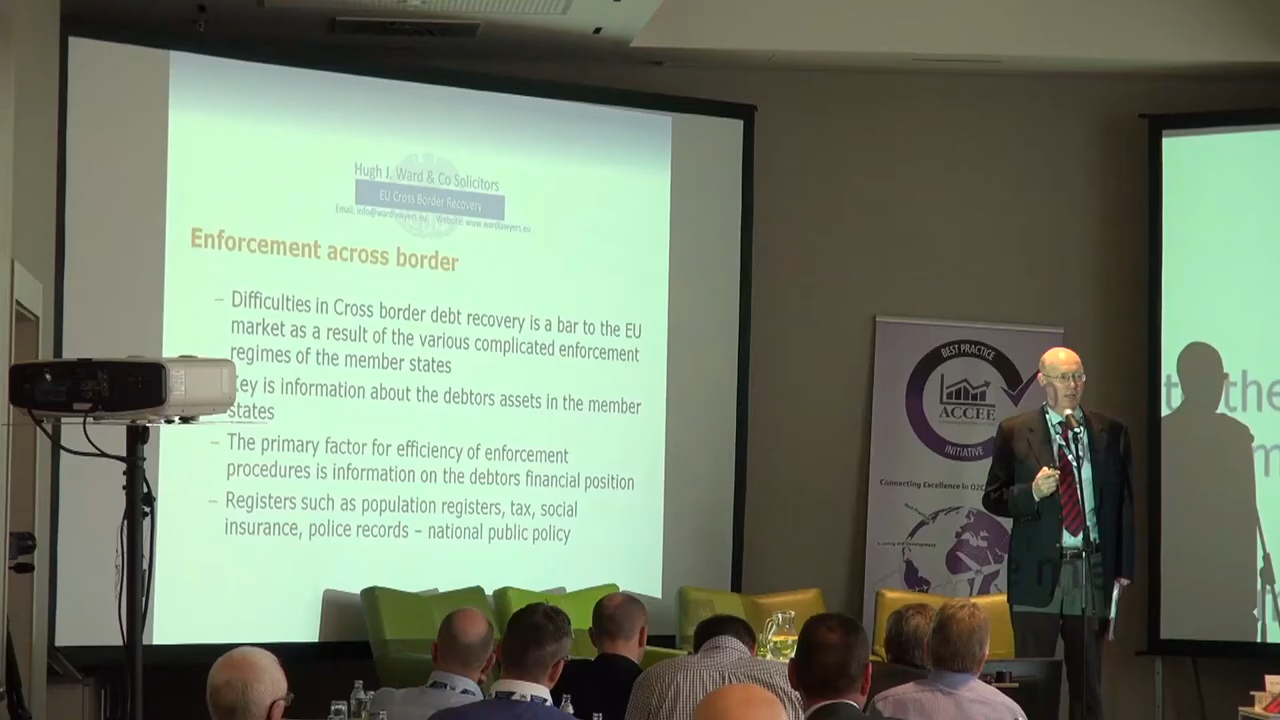 Hugh J. Ward & Co Solicitors
EU Cross Border Recovery
Email: info@wardlawyers.eu Website: www.wardlawyers.eu
Enforcement across border
– Difficulties in Cross border debt recovery is a bar to the EU
market as a result of the various complicated enforcement
regimes of the member states
Key is information about the debtors assets in the member
states
– The primary factor for efficiency of enforcement
procedures is information on the debtors financial position
– Registers such as population registers, tax, social
insurance, police records – national public policy
BEST PRACTICE
ACCEE
INITIATIVE
Connecting Excellence in O2C
the